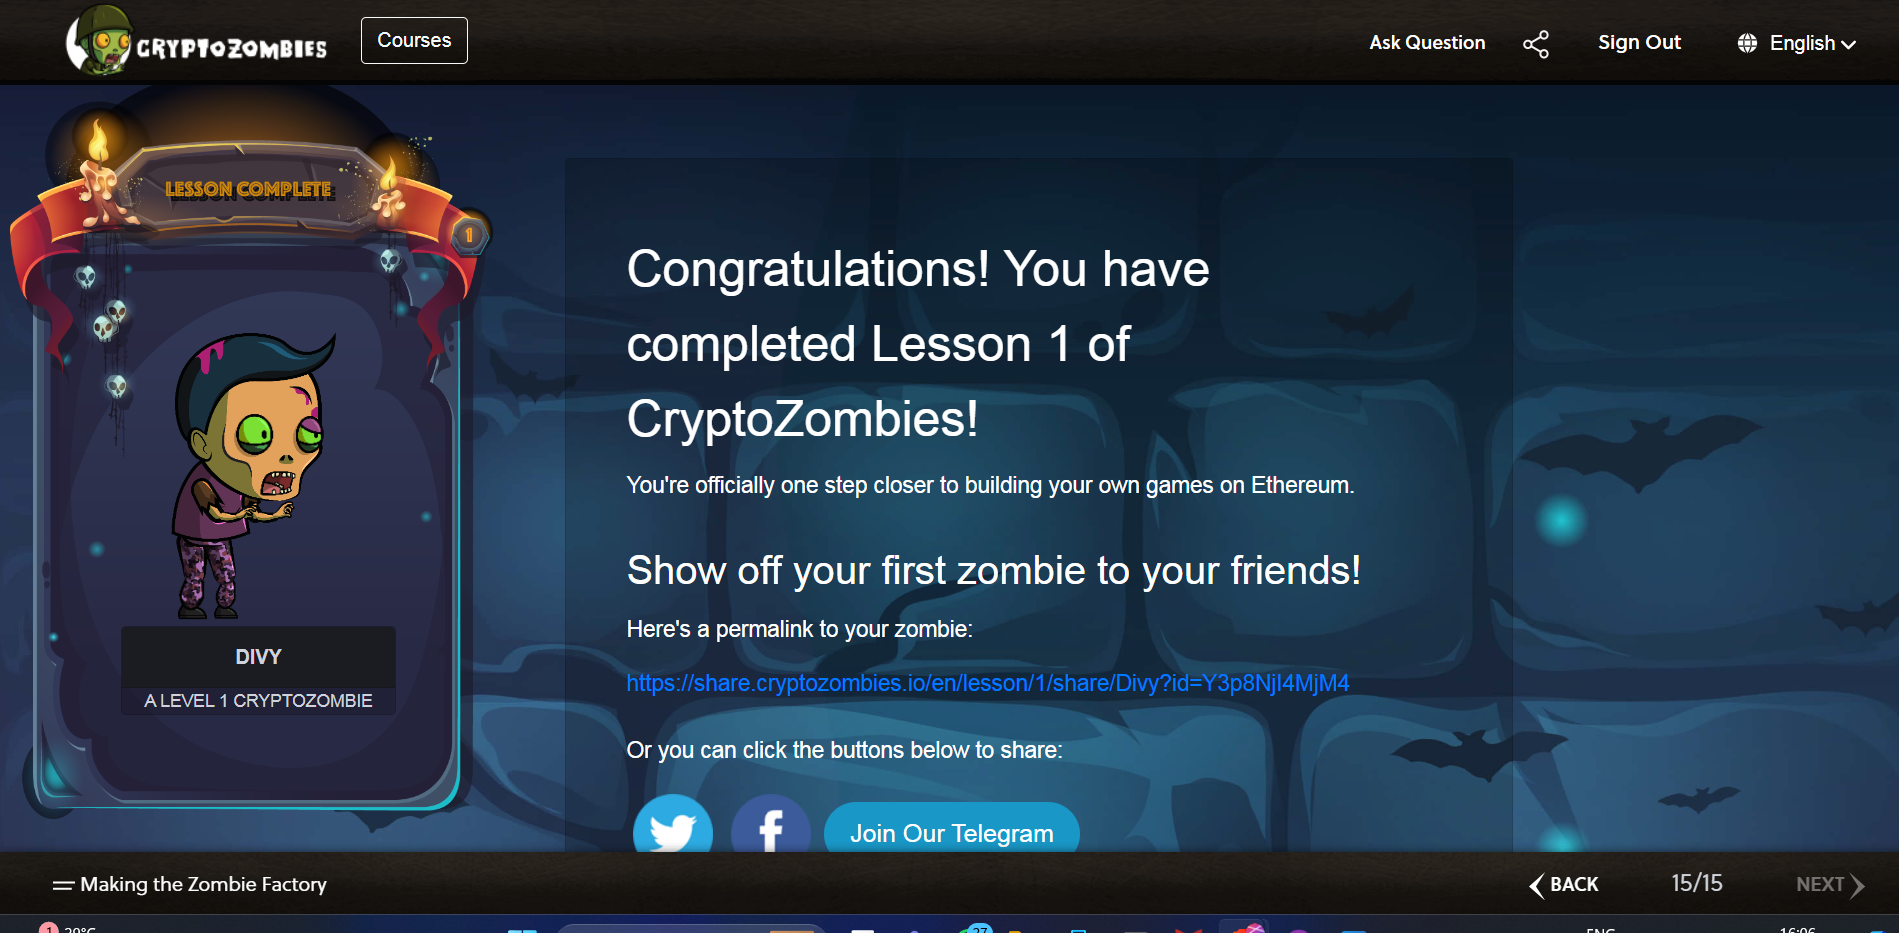 CRYPTOZOMBIES
Courses
Ask Question
Sign Out
English
LESSON COMPLETE
1
DIVY
A LEVEL 1 CRYPTOZOMBIE
Congratulations! You have
completed Lesson 1 of
CryptoZombies!
You're officially one step closer to building your own games on Ethereum.
Show off your first zombie to your friends!
Here's a permalink to your zombie:
https://share.cryptozombies.io/en/lesson/1/share/Divy?id=Y3p8NjI4MjM4
Or you can click the buttons below to share:
Join Our Telegram
Making the Zombie Factory
BACK
15/15
NEXT
1
27